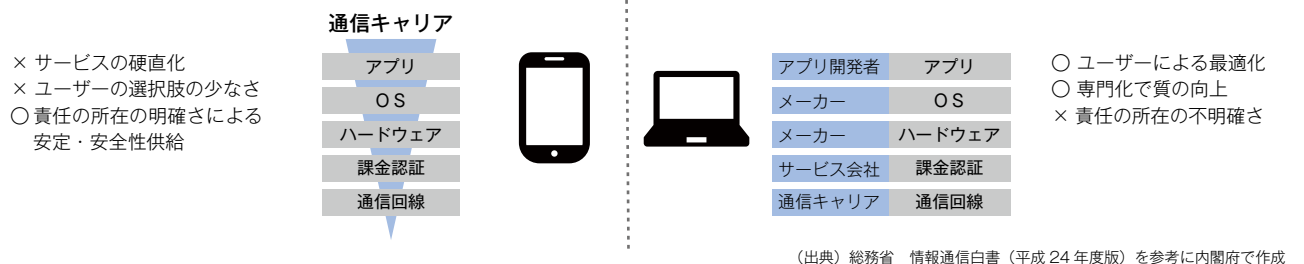 通信キャリア
× サービスの硬直化
× ユーザーの選択肢の少なさ
○ 責任の所在の明確さによる
安定・安全性供給
アプリ
OS
ハードウェア
課金認証
通信回線
アプリ開発者 アプリ
メーカー OS
メーカー ハードウェア
サービス会社 課金認証
通信キャリア 通信回線
○ ユーザーによる最適化
○ 専門化で質の向上
× 責任の所在の不明確さ
（出典）総務省　情報通信白書（平成 24 年度版）を参考に内閣府で作成